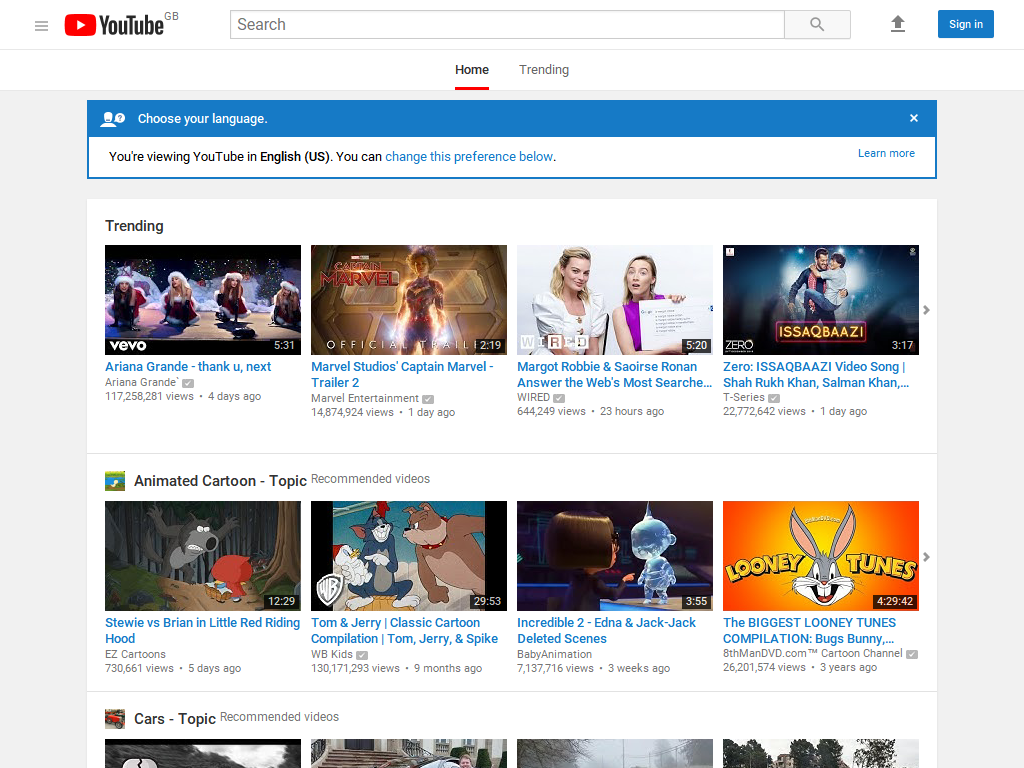 YouTube GB
Search
Sign in
Home
Trending
Choose your language.
×
You're viewing YouTube in English (US). You can change this preference below.
Learn more
Trending
vevo
5:31
CAPTAIN
MARVEL
OFFICIAL TRAIL
2:19
WIRED
5:20
ISSAQBAAZI
ZERO
3:17
Ariana Grande - thank u, next
Ariana Grande`
117,258,281 views • 4 days ago
Marvel Studios' Captain Marvel -
Trailer 2
Marvel Entertainment
14,874,924 views • 1 day ago
Margot Robbie & Saoirse Ronan
Answer the Web's Most Searche...
WIRED
644,249 views • 23 hours ago
Zero: ISSAQBAAZI Video Song |
Shah Rukh Khan, Salman Khan,...
T-Series
22,772,642 views • 1 day ago
Animated Cartoon - Topic Recommended videos
12:29
WB
29:53
3:55
LOONEY TUNES
4:29:42
Stewie vs Brian in Little Red Riding
Hood
EZ Cartoons
730,661 views • 5 days ago
Tom & Jerry | Classic Cartoon
Compilation | Tom, Jerry, & Spike
WB Kids
130,171,293 views • 9 months ago
Incredible 2 - Edna & Jack-Jack
Deleted Scenes
BabyAnimation
7,137,716 views • 3 weeks ago
The BIGGEST LOONEY TUNES
COMPILATION: Bugs Bunny,...
8thManDVD.com™ Cartoon Channel
26,201,574 views • 3 years ago
Cars - Topic Recommended videos